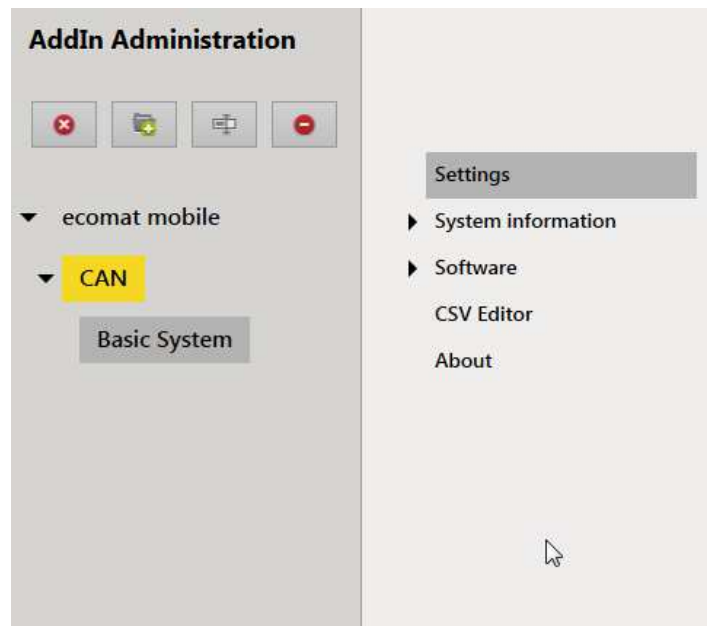 AddIn Administration
ecomat mobile
CAN
Basic System
Settings
System information
Software
CSV Editor
About